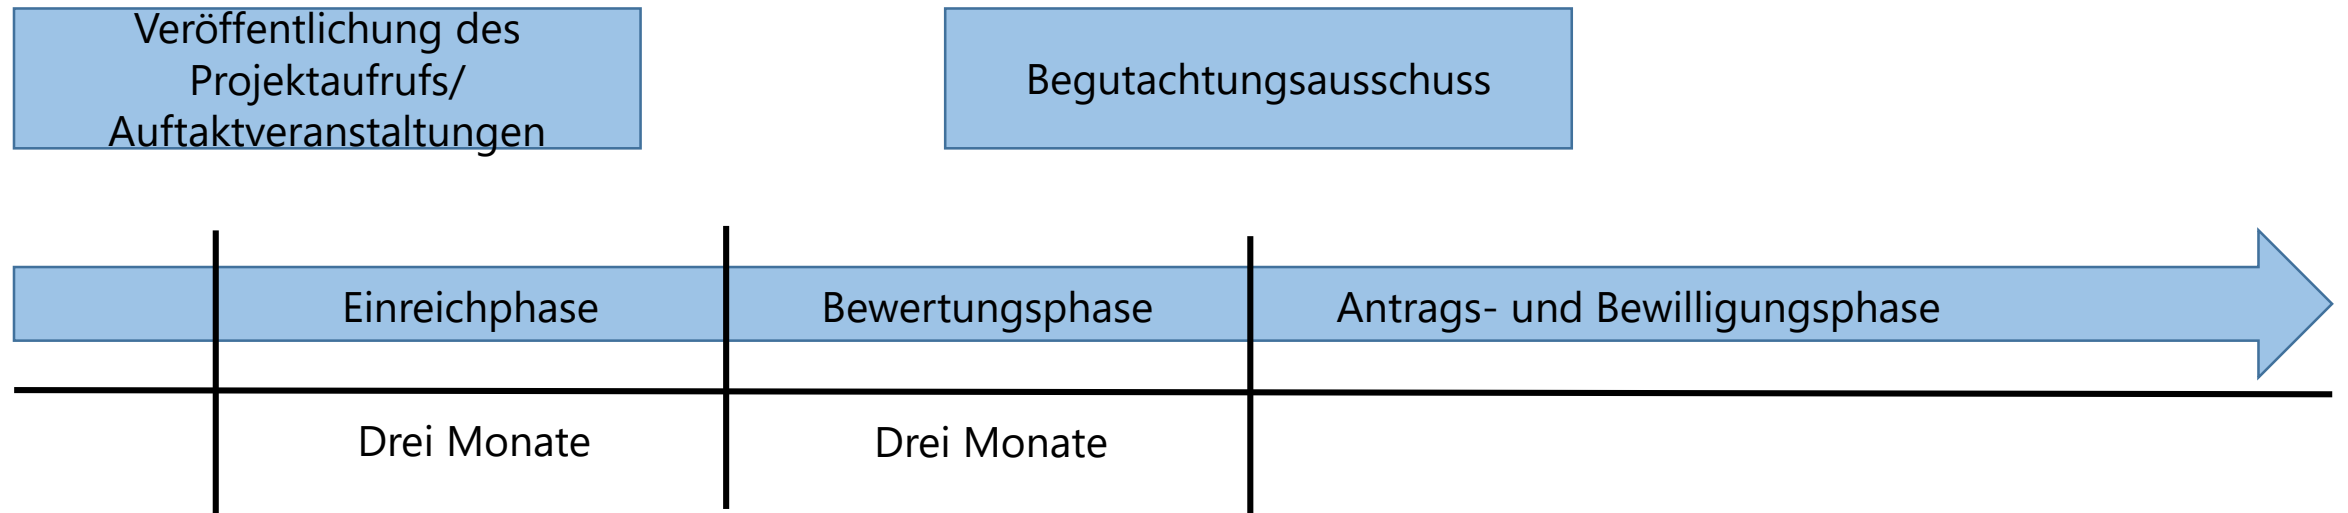 Veröffentlichung des
Projektaufrufs/
Auftaktveranstaltungen
Begutachtungsausschuss
Einreichphase
Bewertungsphase
Antrags- und Bewilligungsphase
Drei Monate
Drei Monate